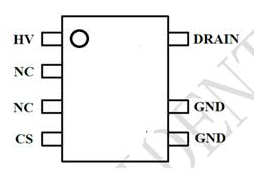 HV DRAIN
NC
NC GND
CS GND